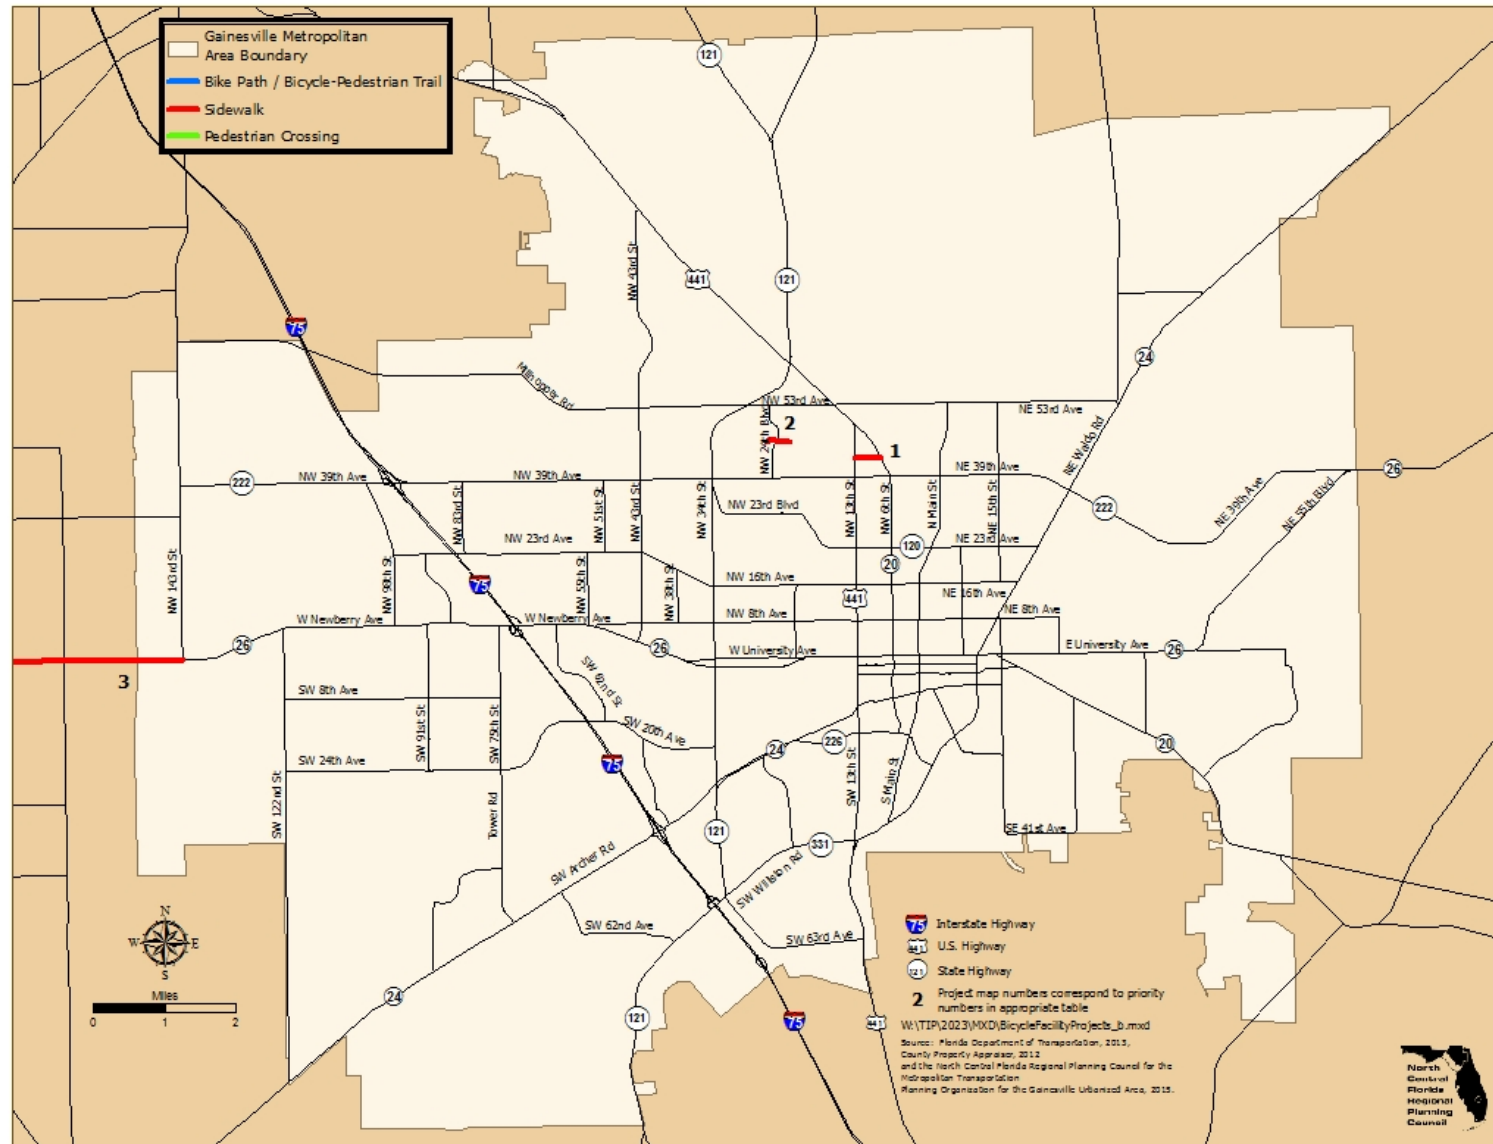 Gainesville Metropolitan
Area Boundary
Bike Path / Bicycle-Pedestrian Trail
Sidewalk
Pedestrian Crossing
121
NW 43rd St
441
121
75
24
Millhopper Rd
NW 53rd Ave
NE 53rd Ave
NW 24th Blvd
2
1
NE Waldo Rd
26
222
NW 39th Ave
NW 39th Ave
NE 39th Ave
222
NE 39th Ave
NE 55th Blvd
NW 83rd St
NW 51st St
NW 43rd St
NW 34th St
NW 23rd Blvd
NW 13th St
NW 6th St
N Main St
NE 15th St
NW 23rd Ave
120
NE 23rd Ave
20
NW 143rd St
NW 98th St
75
NW 55th St
NW 38th St
NW 16th Ave
NE 16th Ave
441
NW 8th Ave
NE 8th Ave
W Newberry Ave
W Newberry Ave
26
26
W University Ave
E University Ave
26
3
SW 8th Ave
SW 62nd St
SW 91st St
SW 75th St
SW 20th Ave
24
226
20
SW 24th Ave
75
SW 13th St
S Main St
SW 122nd St
Tower Rd
121
331
SE 41st Ave
SW Archer Rd
SW Williston Rd
SW 62nd Ave
SW 63rd Ave
N
W E
S
Miles
0 1 2
24
121
75
441
75 Interstate Highway
441 U.S. Highway
121 State Highway
2 Project map numbers correspond to priority
numbers in appropriate table
W:\TIP\2023\MXD\BicycleFacilityProjects_b.mxd
Source: Florida Department of Transportation, 2013,
County Property Appraiser, 2012
and the North Central Florida Regional Planning Council for the
Metropolitan Transportation
Planning Organization for the Gainesville Urbanized Area, 2015.
North
Central
Florida
Regional
Planning
Council